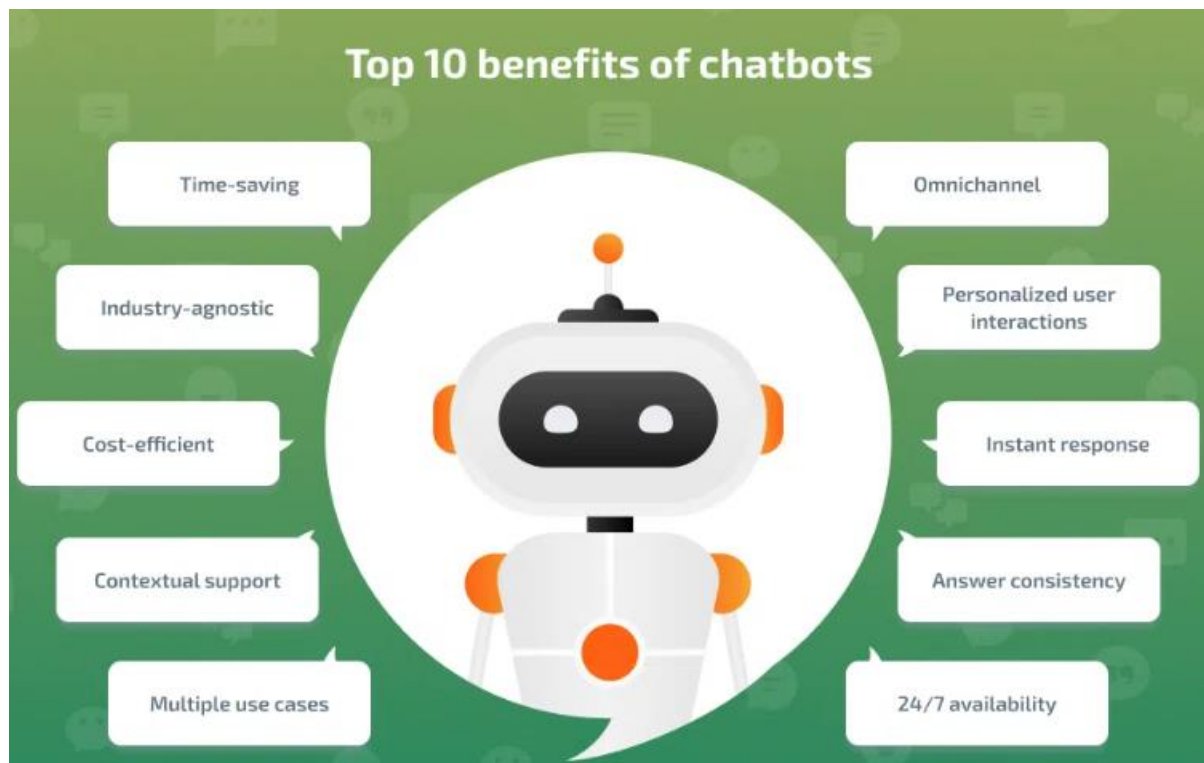 Top 10 benefits of chatbots
Time-saving
Industry-agnostic
Cost-efficient
Contextual support
Multiple use cases
Omnichannel
Personalized user
interactions
Instant response
Answer consistency
24/7 availability